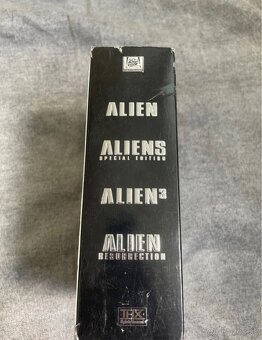 ALIEN
ALIENS
SPECIAL EDITION
ALIEN³
ALIEN
RESURRECTION
THX